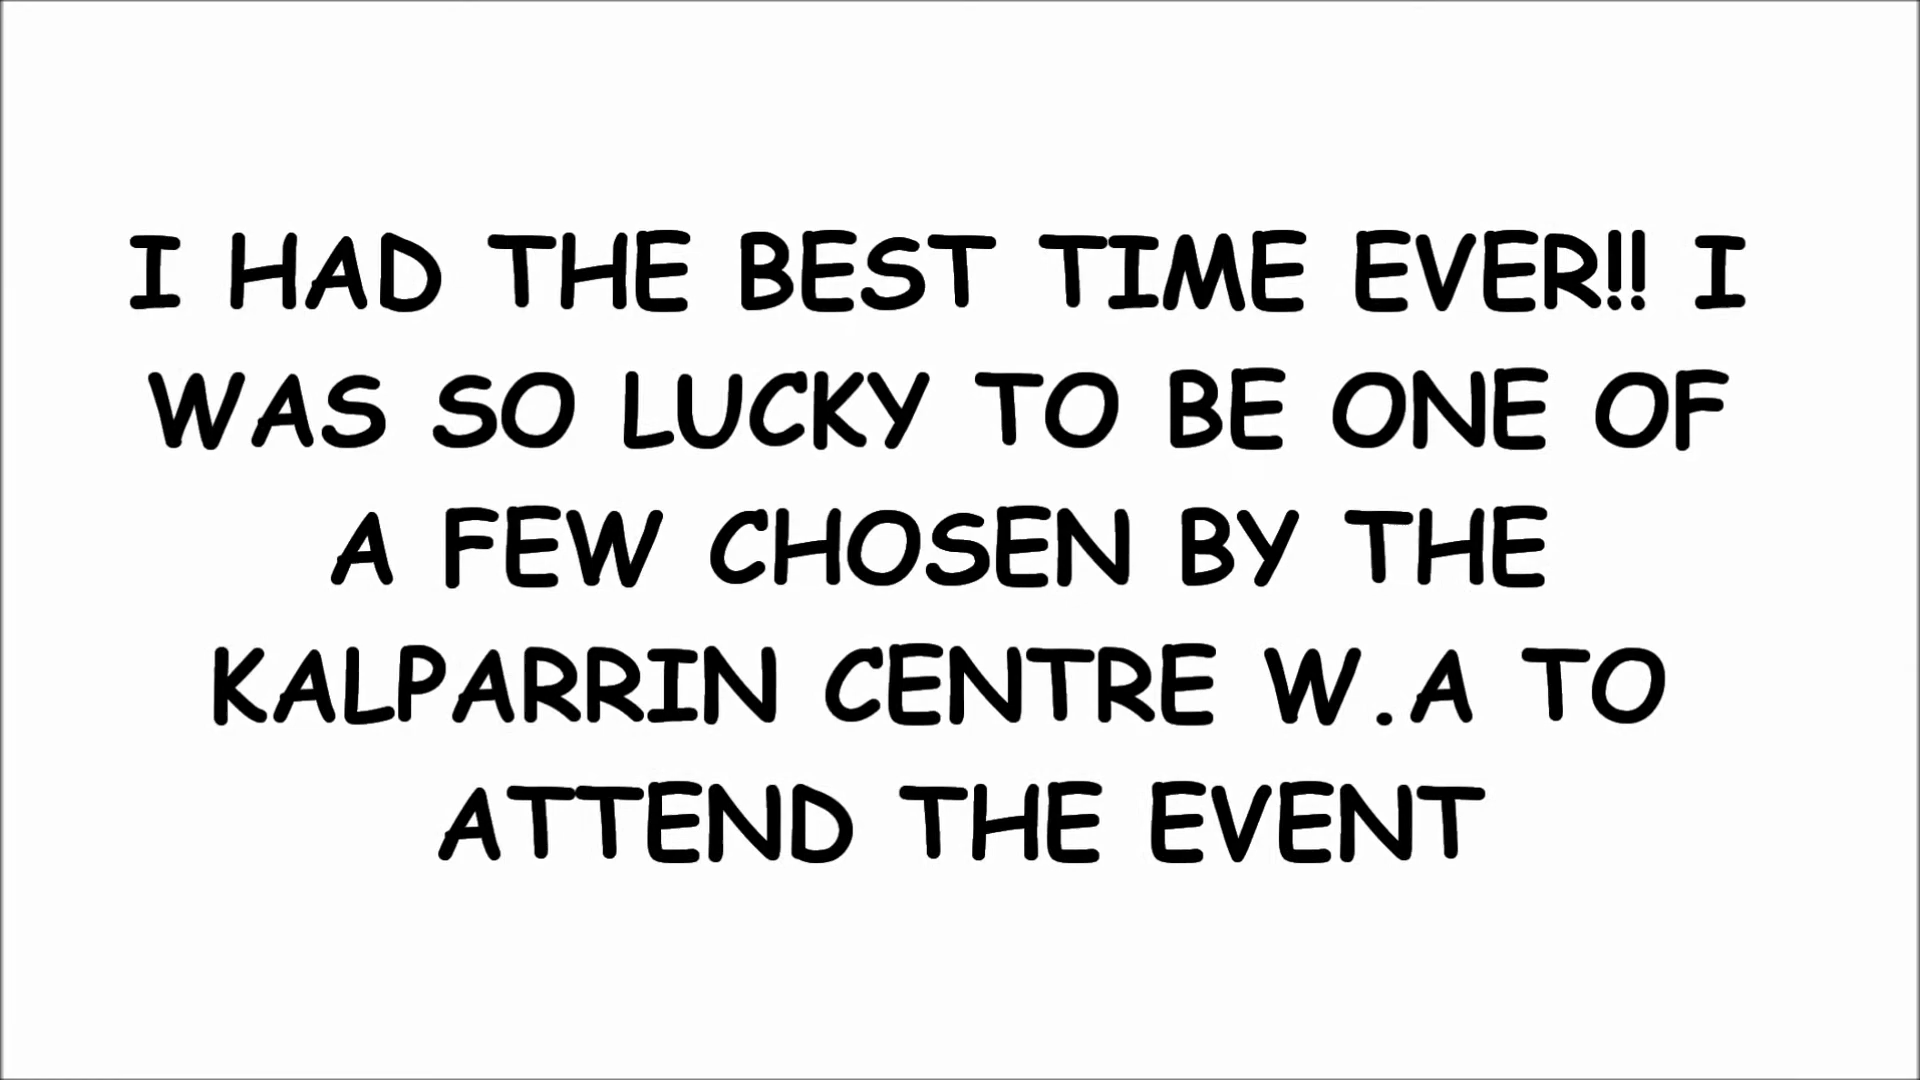 I HAD THE BEST TIME EVER!! I
WAS SO LUCKY TO BE ONE OF
A FEW CHOSEN BY THE
KALPARRIN CENTRE W.A TO
ATTEND THE EVENT